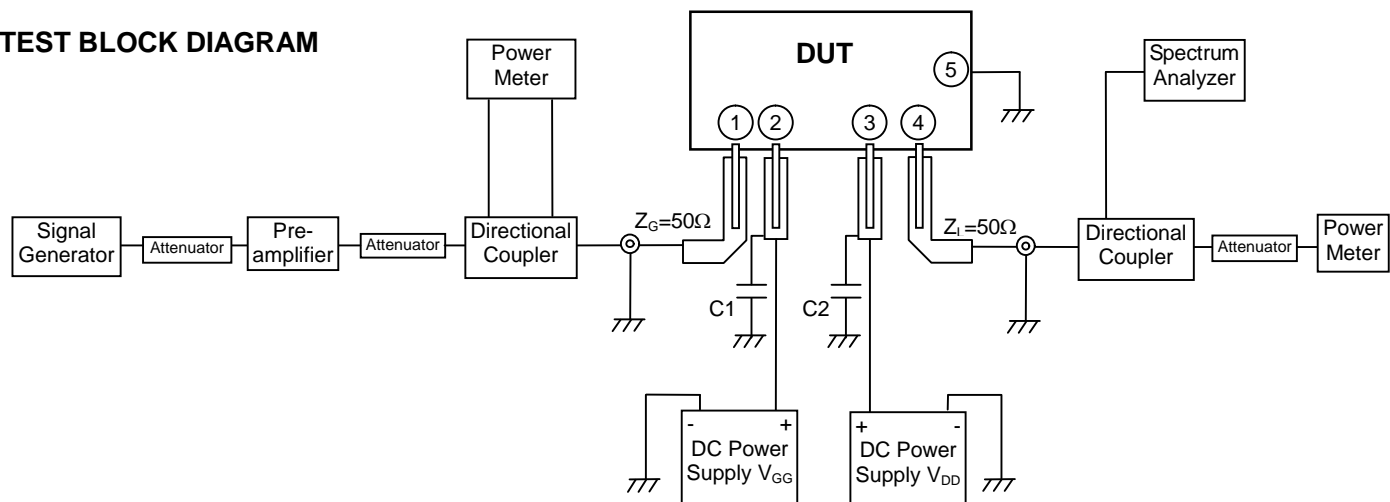 TEST BLOCK DIAGRAM
Power
Meter
DUT
Spectrum
Analyzer
5
1
2
3
4
Signal
Generator
Attenuator
Pre-
amplifier
Attenuator
Directional
Coupler
ZG=50Ω
ZL=50Ω
Directional
Coupler
Attenuator
Power
Meter
C1
C2
- +
DC Power
Supply VGG
+ -
DC Power
Supply VDD